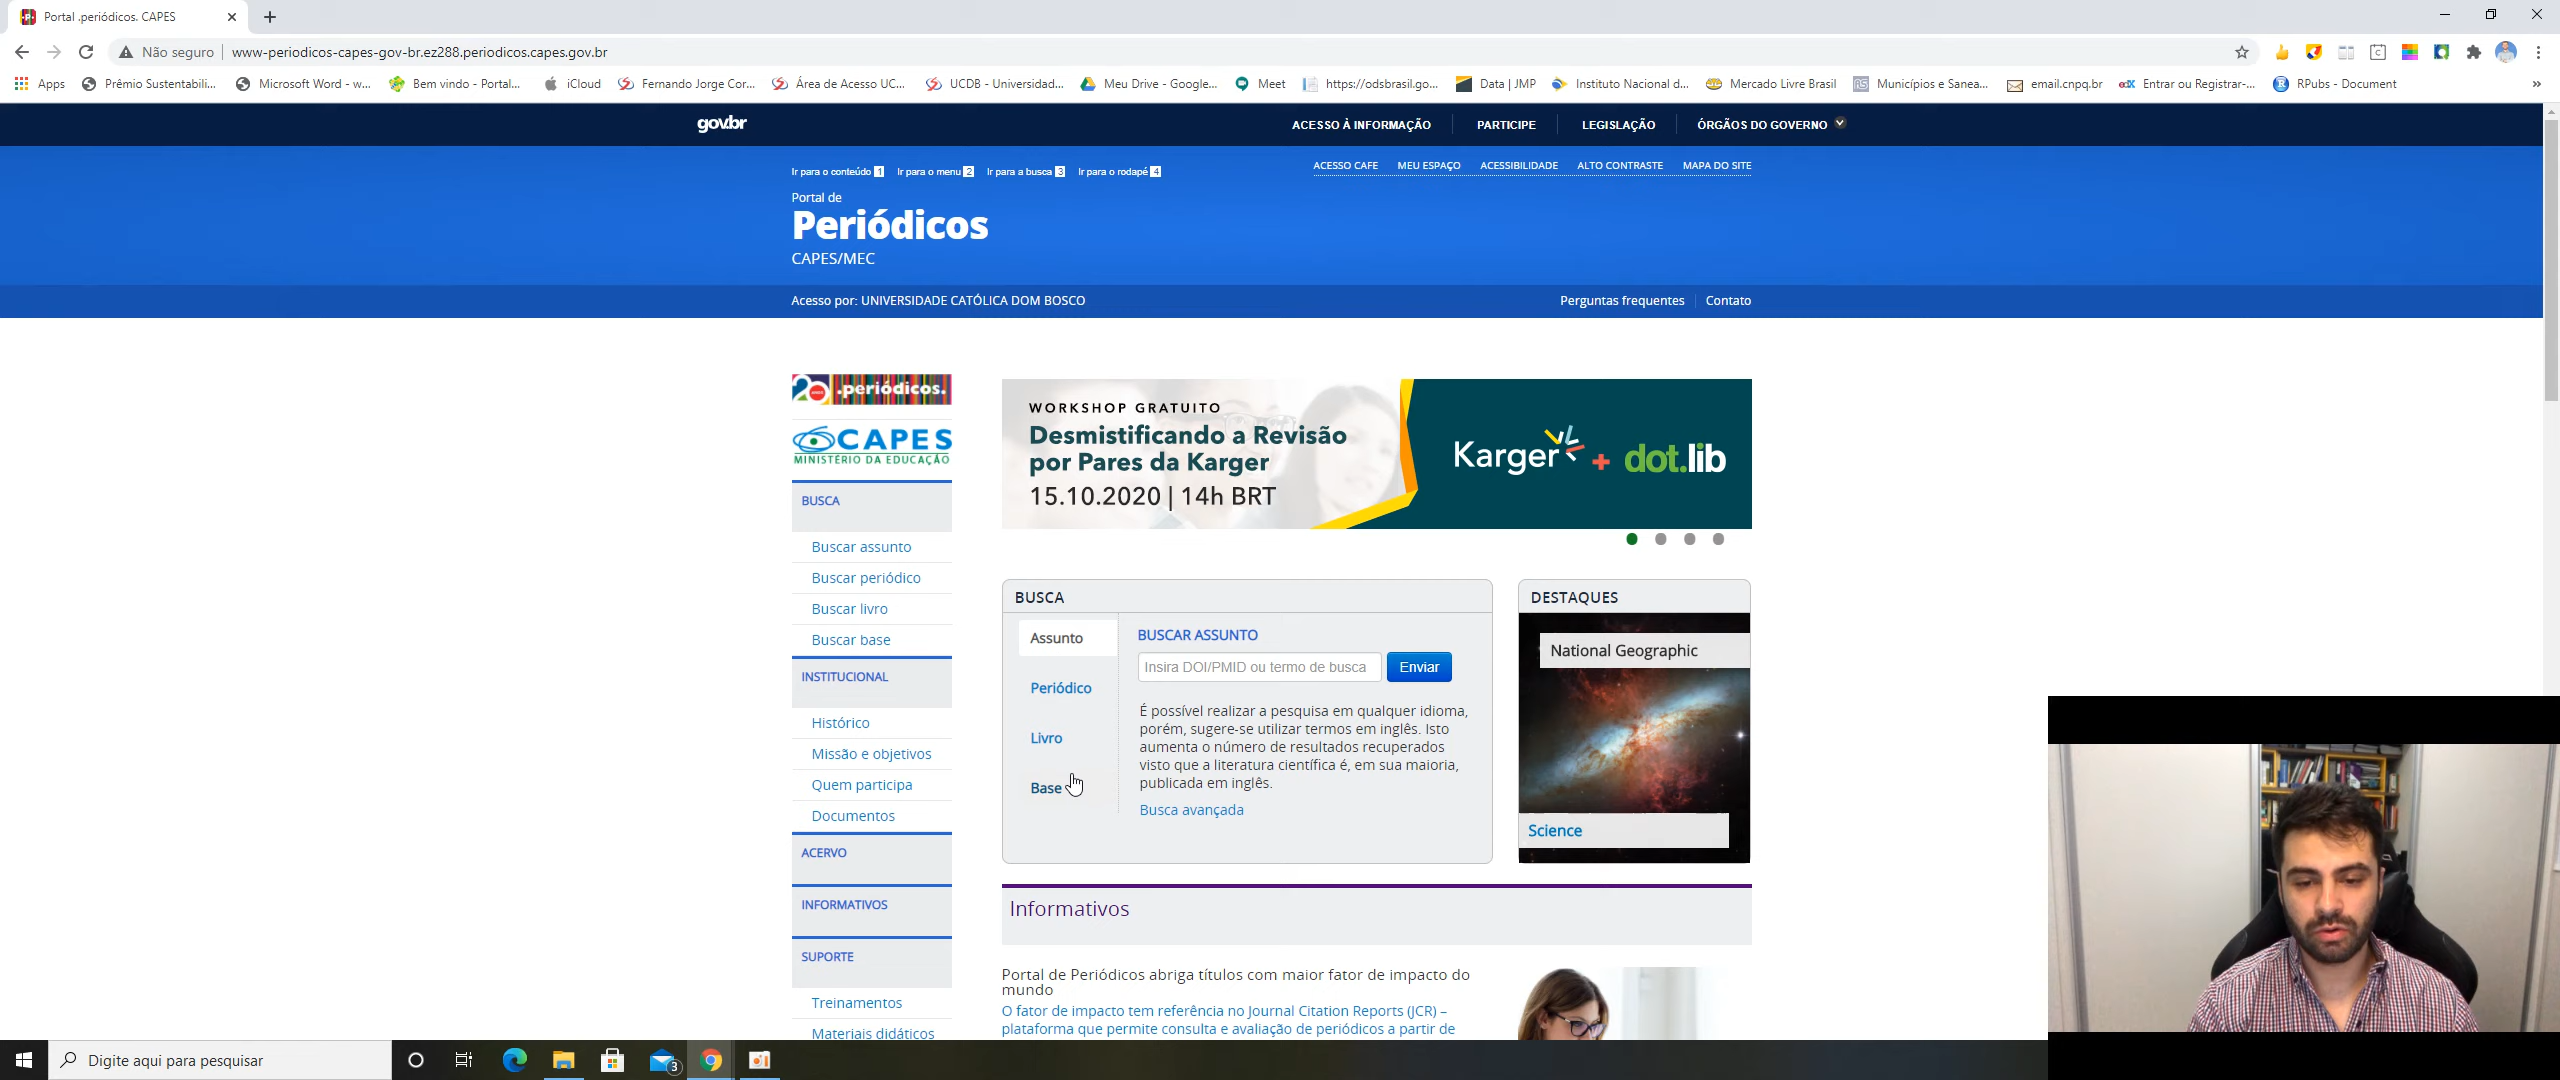 Portal .periódicos. CAPES
Não seguro
www-periodicos-capes-gov-br.ez288.periodicos.capes.gov.br
Apps
Prêmio Sustentabili...
Microsoft Word - w...
Bem vindo - Portal...
iCloud
Fernando Jorge Cor...
Área de Acesso UC...
UCDB - Universidad...
Meu Drive - Google...
Meet
https://odsbrasil.go...
Data | JMP
Instituto Nacional d...
Mercado Livre Brasil
Municípios e Sanea...
email.cnpq.br
Entrar ou Registrar-...
RPubs - Document
gov.br
ACESSO À INFORMAÇÃO
PARTICIPE
LEGISLAÇÃO
ÓRGÃOS DO GOVERNO
Ir para o conteúdo 1
Ir para o menu 2
Ir para a busca 3
Ir para o rodapé 4
ACESSO CAFE
MEU ESPAÇO
ACESSIBILIDADE
ALTO CONTRASTE
MAPA DO SITE
Portal de
Periódicos
CAPES/MEC
Acesso por: UNIVERSIDADE CATÓLICA DOM BOSCO
Perguntas frequentes
Contato
20 .periódicos.
CAPES
MINISTÉRIO DA EDUCAÇÃO
BUSCA
Buscar assunto
Buscar periódico
Buscar livro
Buscar base
INSTITUCIONAL
Histórico
Missão e objetivos
Quem participa
Documentos
ACERVO
INFORMATIVOS
SUPORTE
Treinamentos
Materiais didáticos
WORKSHOP GRATUITO
Desmistificando a Revisão
por Pares da Karger
15.10.2020 | 14h BRT
Karger + dot.lib
BUSCA
Assunto
Periódico
Livro
Base
BUSCAR ASSUNTO
Insira DOI/PMID ou termo de busca
Enviar
É possível realizar a pesquisa em qualquer idioma,
porém, sugere-se utilizar termos em inglês. Isto
aumenta o número de resultados recuperados
visto que a literatura científica é, em sua maioria,
publicada em inglês.
Busca avançada
DESTAQUES
National Geographic
Science
Informativos
Portal de Periódicos abriga títulos com maior fator de impacto do
mundo
O fator de impacto tem referência no Journal Citation Reports (JCR) –
plataforma que permite consulta e avaliação de periódicos a partir de
Digite aqui para pesquisar
3